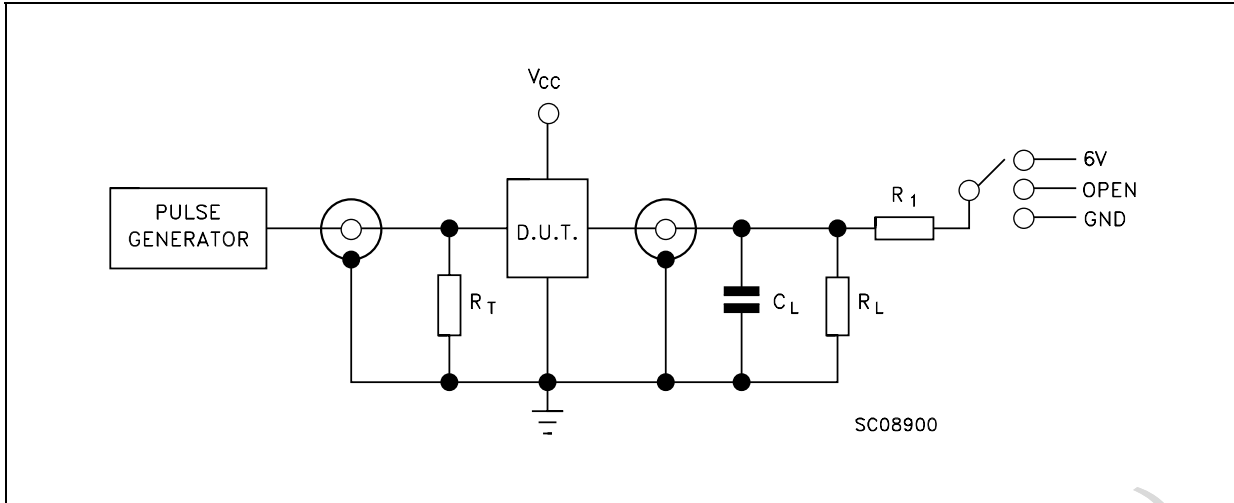 VCC
PULSE
GENERATOR
D.U.T.
RT
CL
RL
R1
6V
OPEN
GND
SC08900